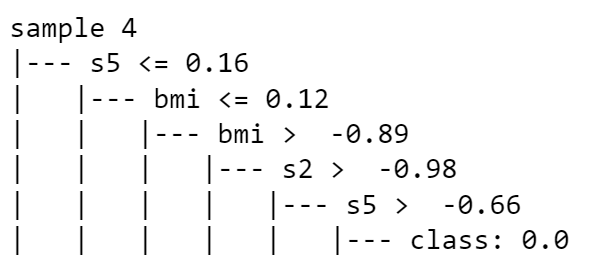 sample 4
|--- s5 <= 0.16
|   |--- bmi <= 0.12
|   |   |--- bmi >  -0.89
|   |   |   |--- s2 >  -0.98
|   |   |   |   |--- s5 >  -0.66
|   |   |   |   |   |--- class: 0.0